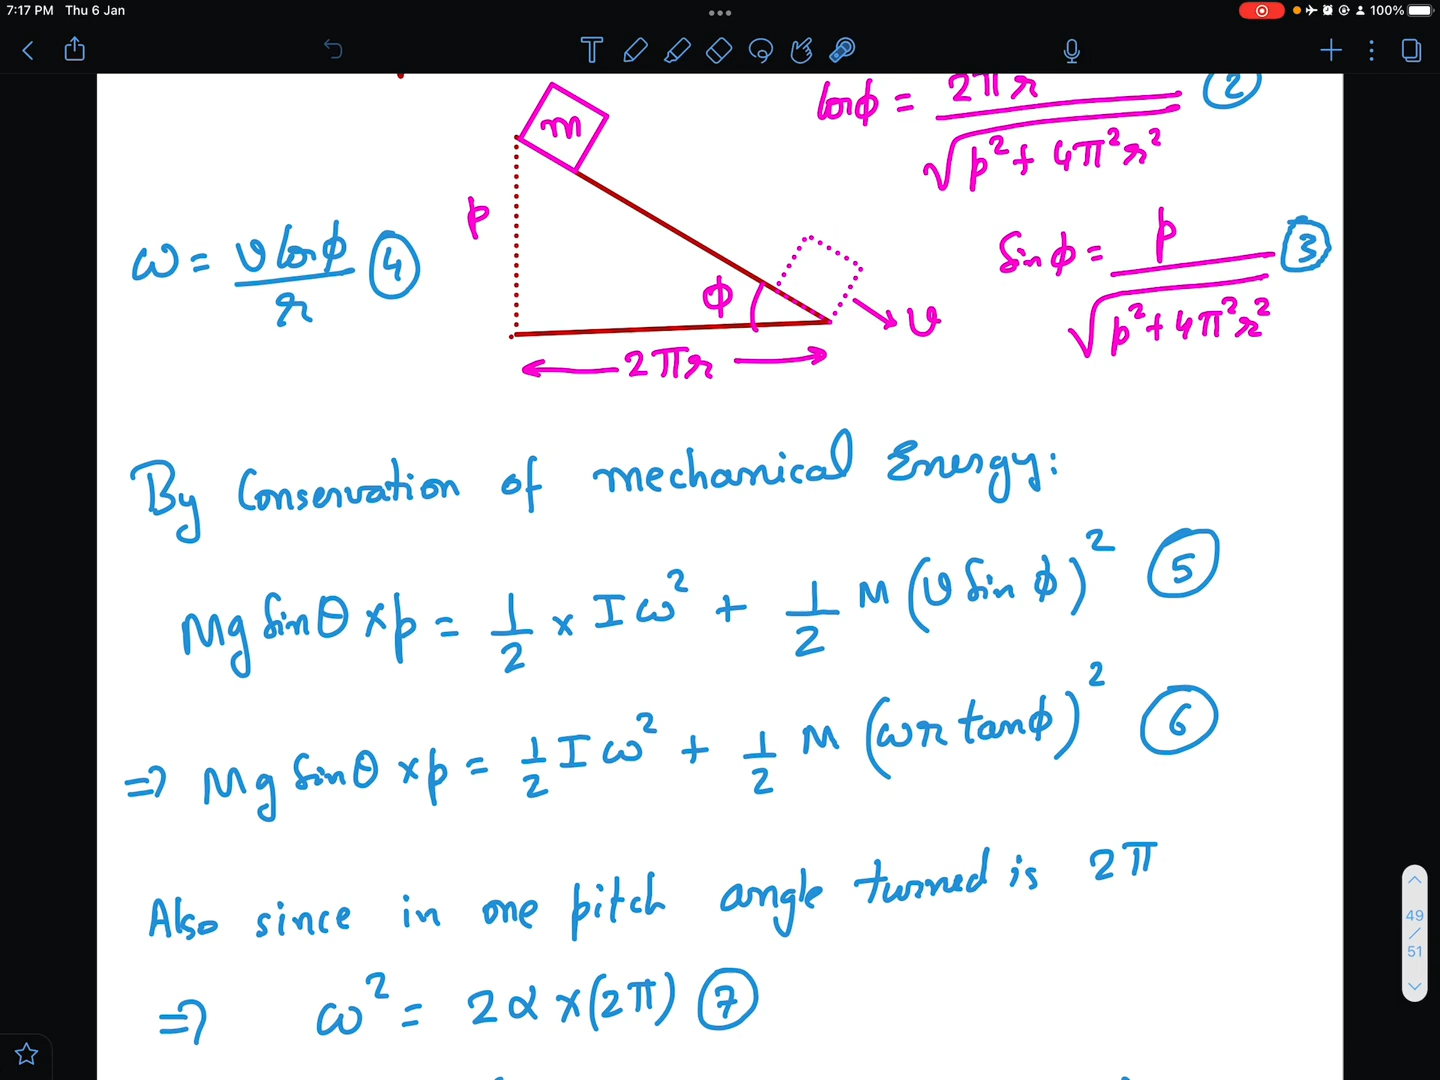 7:17 PM Thu 6 Jan
100%
cosφ = 2πr / √(p² + 4π²r²) (2)
m
p
ω = v cosφ / r (4)
φ
v
2πr
Sinφ = p / √(p² + 4π²r²) (3)
By Conservation of mechanical Energy:
Mg Sinθ × p = 1/2 × I ω² + 1/2 M (v Sin φ)² (5)
⇒ Mg Sinθ × p = 1/2 I ω² + 1/2 M (ωr tanφ)² (6)
Also since in one pitch angle turned is 2π
⇒ ω² = 2α × (2π) (7)
49
/
51